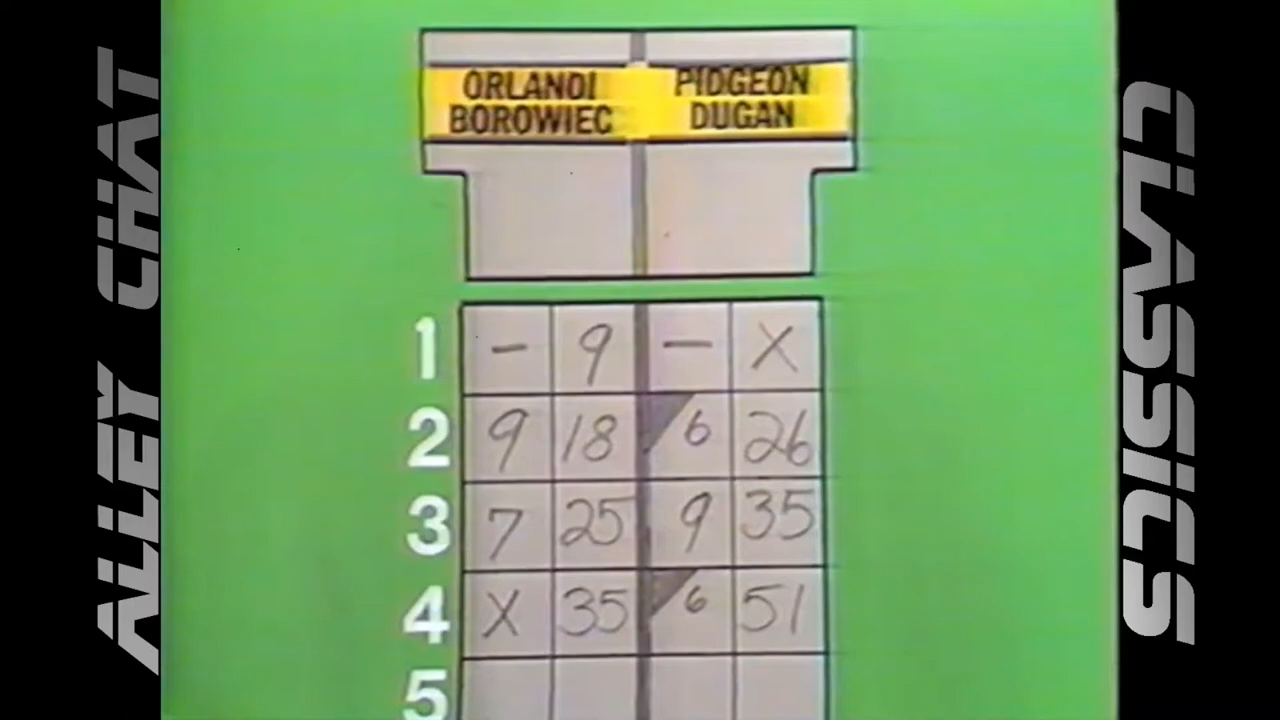 ALLEY CHAT
ORLANDI PIDGEON
BOROWIEC DUGAN
1 - 9 - X
2 9 18 6 26
3 7 25 9 35
4 X 35 6 51
5
CLASSICS